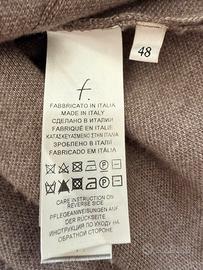 f.
48
FABBRICATO IN ITALIA
MADE IN ITALY
СДЕЛАНО В ИТАЛИИ
FABRIQUÉ EN ITALIE
ΚΑΤΑΣΚΕΥΑΣΜΕΝΟ ΣΤΗΝ ΙΤΑΛΙΑ
ЗРОБЛЕНО В ІТАЛІЇ
FABRICADO EN ITALIA
CARE INSTRUCTION ON
REVERSE SIDE
PFLEGEANWEISUNGEN AUF
DER RÜCKSEITE
ИНСТРУКЦИЯ ПО УХОДУ НА
ОБРАТНОЙ СТОРОНЕ